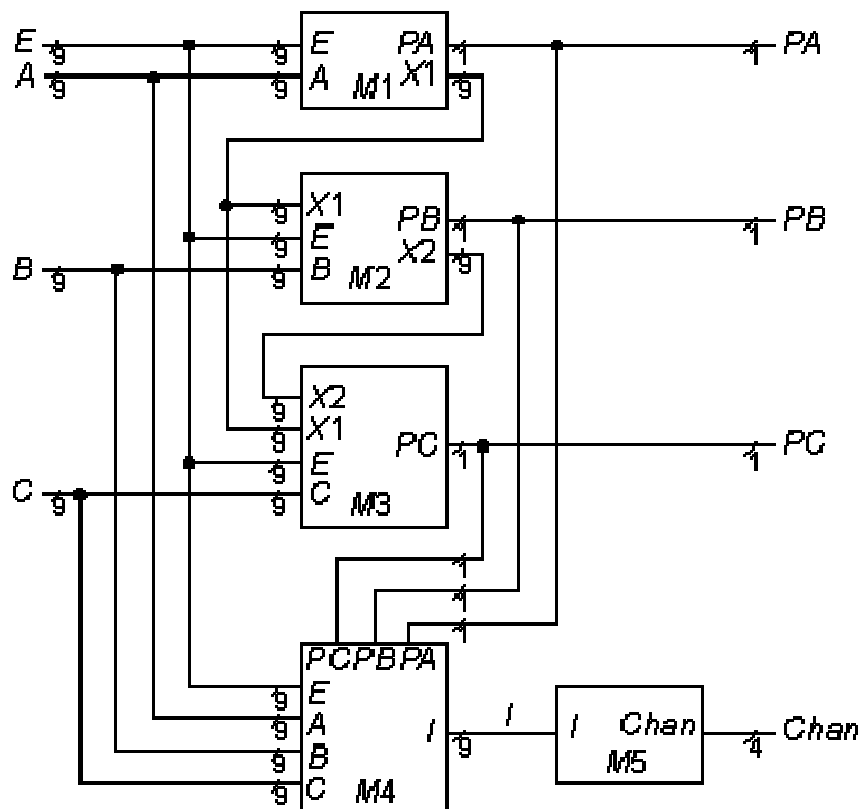 E 9 9 E PA 1 1 PA
A 9 9 A M1 X1 9
9 X1 PB 1 1 PB
9 E X2 9
B 9 9 B M2
9 X2
9 X1 PC 1 1 PC
9 E
C 9 9 C M3
1
1
1
PC PB PA
9 E
9 A I 9 I I Chan 4 Chan
9 B M5
9 C M4